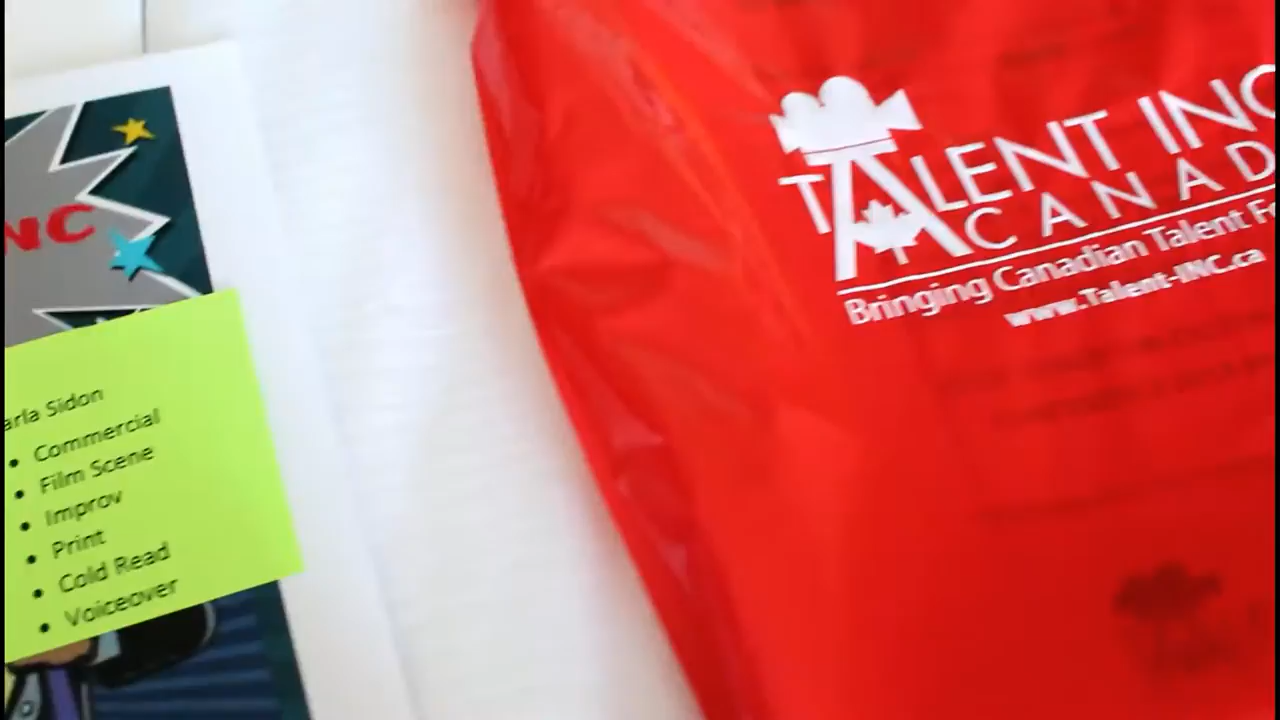 NC
arla Sidon
• Commercial
• Film Scene
• Improv
• Print
• Cold Read
• Voiceover
TALENT INC
CANAD
Bringing Canadian Talent F
www.Talent-INC.ca